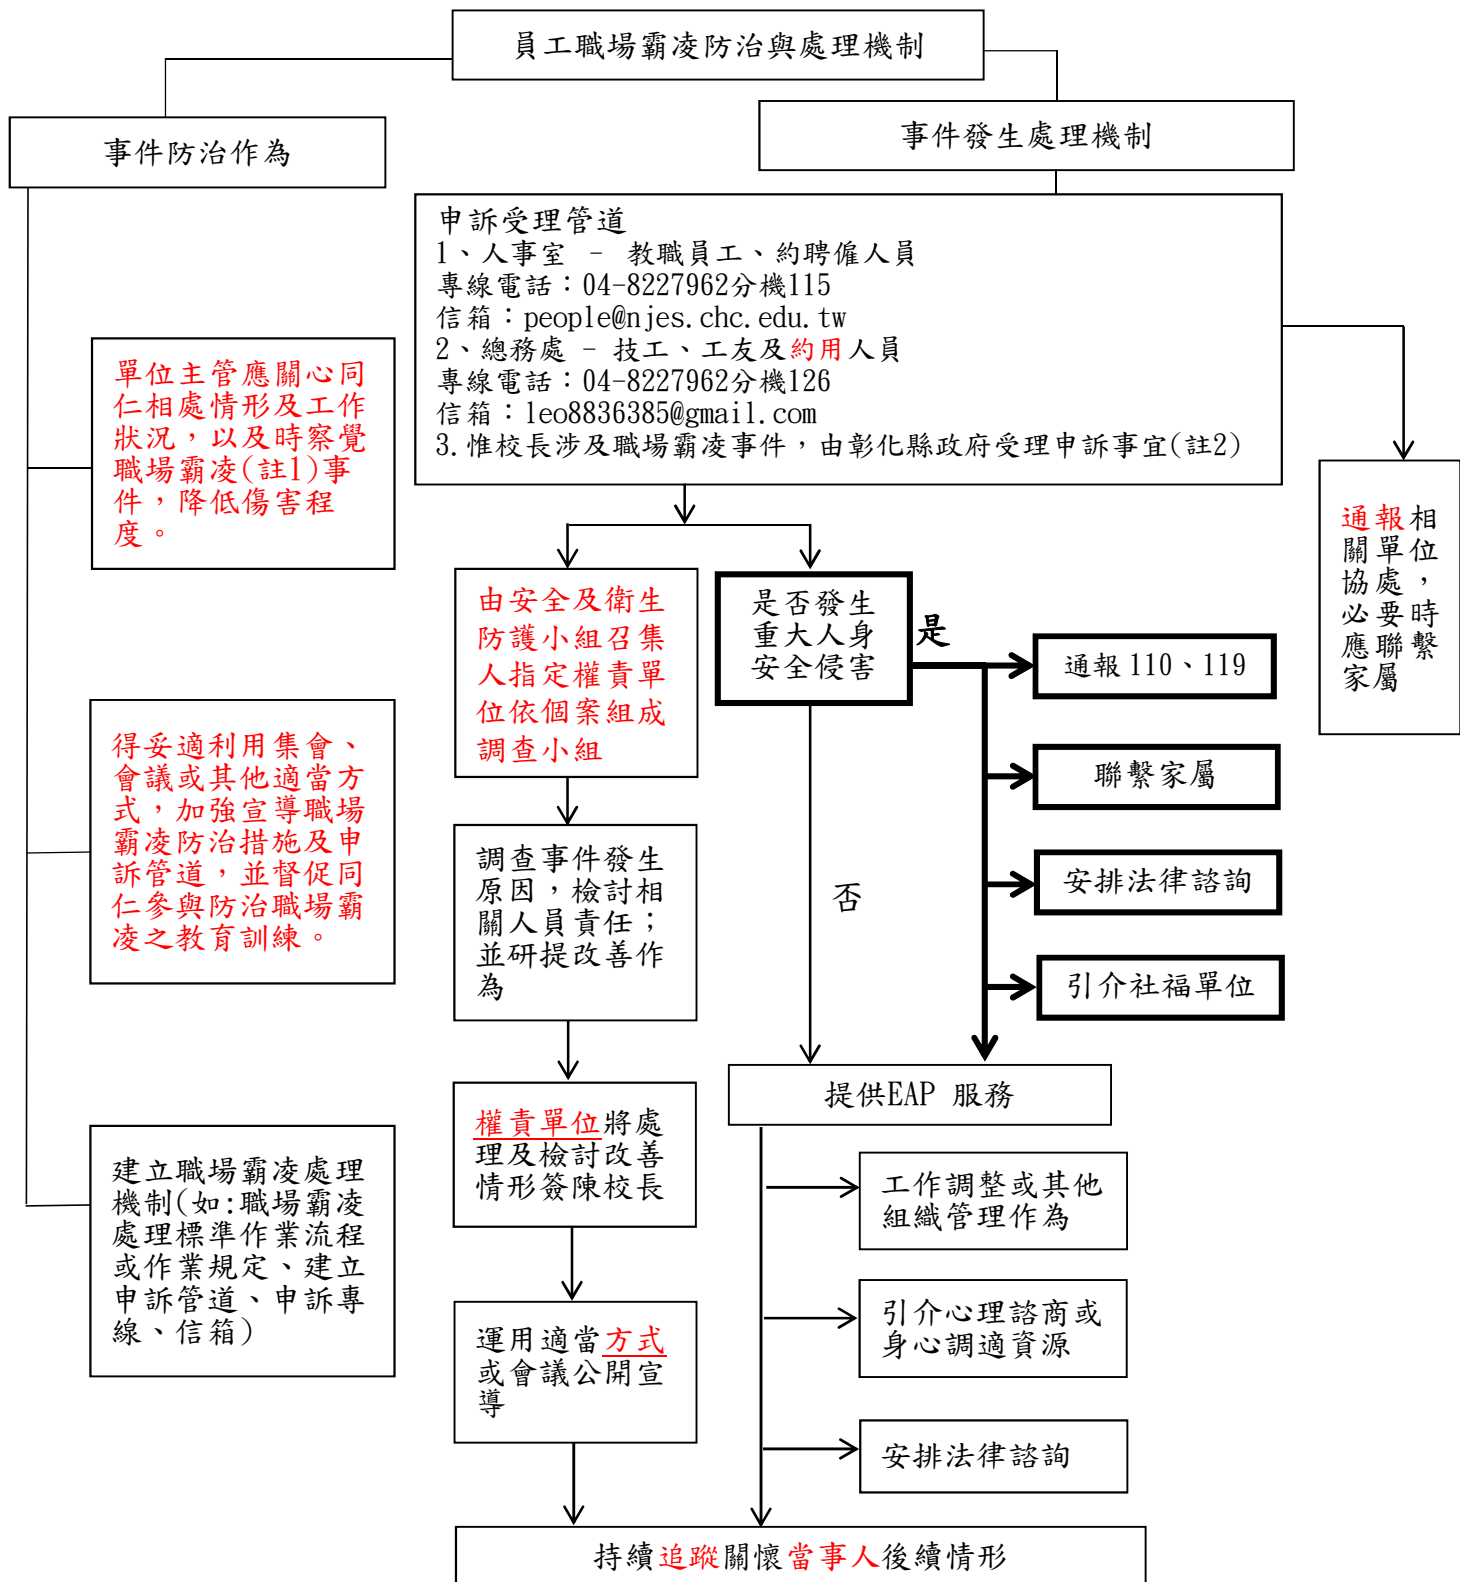 員工職場霸凌防治與處理機制
事件防治作為
事件發生處理機制
申訴受理管道
1、人事室 - 教職員工、約聘僱人員
專線電話：04-8227962分機115
信箱：people@njes.chc.edu.tw
2、總務處 - 技工、工友及約用人員
專線電話：04-8227962分機126
信箱：leo8836385@gmail.com
3.惟校長涉及職場霸凌事件，由彰化縣政府受理申訴事宜(註2)
單位主管應關心同
仁相處情形及工作
狀況，以及時察覺
職場霸凌(註1)事
件，降低傷害程
度。
得妥適利用集會、
會議或其他適當方
式，加強宣導職場
霸凌防治措施及申
訴管道，並督促同
仁參與防治職場霸
凌之教育訓練。
建立職場霸凌處理
機制(如:職場霸凌
處理標準作業流程
或作業規定、建立
申訴管道、申訴專
線、信箱)
由安全及衛生
防護小組召集
人指定權責單
位依個案組成
調查小組
調查事件發生
原因，檢討相
關人員責任；
並研提改善作
為
權責單位將處
理及檢討改善
情形簽陳校長
運用適當方式
或會議公開宣
導
是否發生
重大人身
安全侵害
是
否
通報 110、119
聯繫家屬
安排法律諮詢
引介社福單位
通報相
關單位
協處，
必要時
應聯繫
家屬
提供EAP 服務
工作調整或其他
組織管理作為
引介心理諮商或
身心調適資源
安排法律諮詢
持續追蹤關懷當事人後續情形